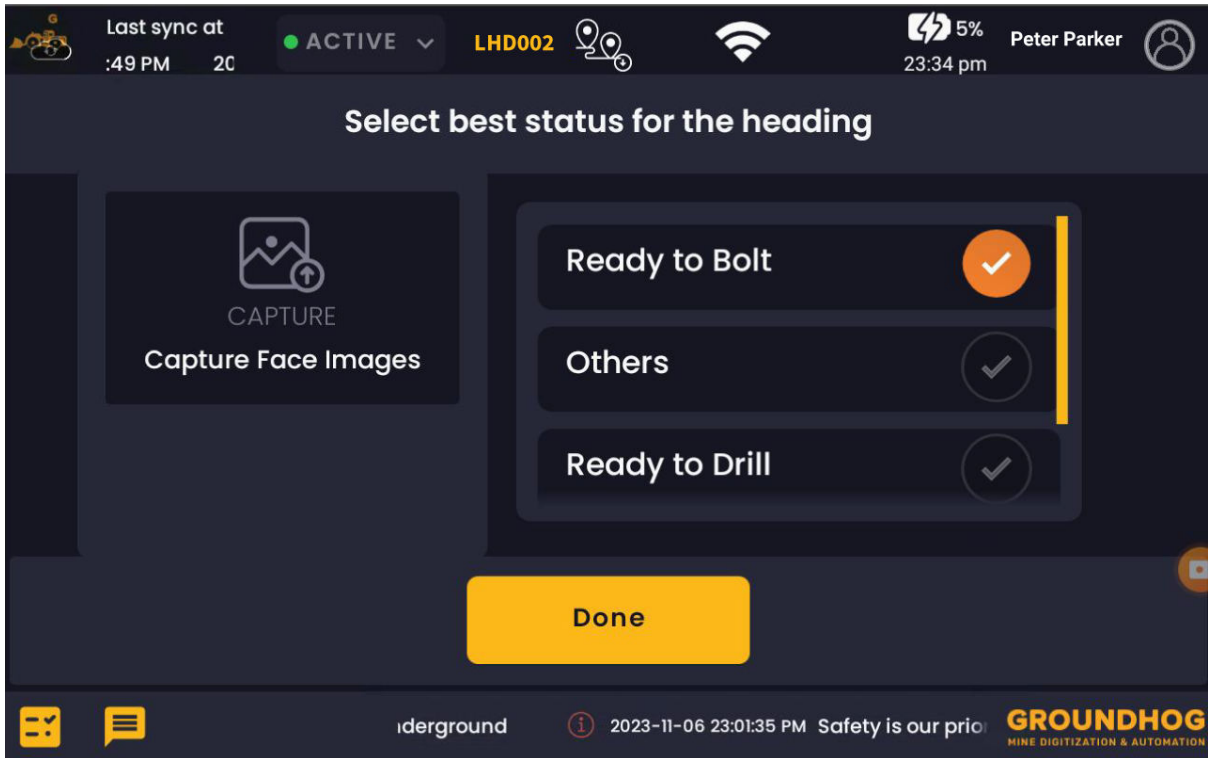 G
Last sync at
:49 PM 20
ACTIVE
LHD002
5%
23:34 pm
Peter Parker
Select best status for the heading
CAPTURE
Capture Face Images
Ready to Bolt
Others
Ready to Drill
Done
2023-11-06 23:01:35 PM Safety is our
GROUNDHOG
MINE DIGITIZATION & AUTOMATION